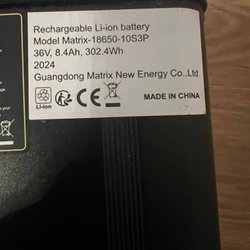 Rechargeable Li-ion battery
Model Matrix-18650-10S3P
36V, 8.4Ah, 302.4Wh
2024
Guangdong Matrix New Energy Co.,Ltd
Li-ion
MADE IN CHINA